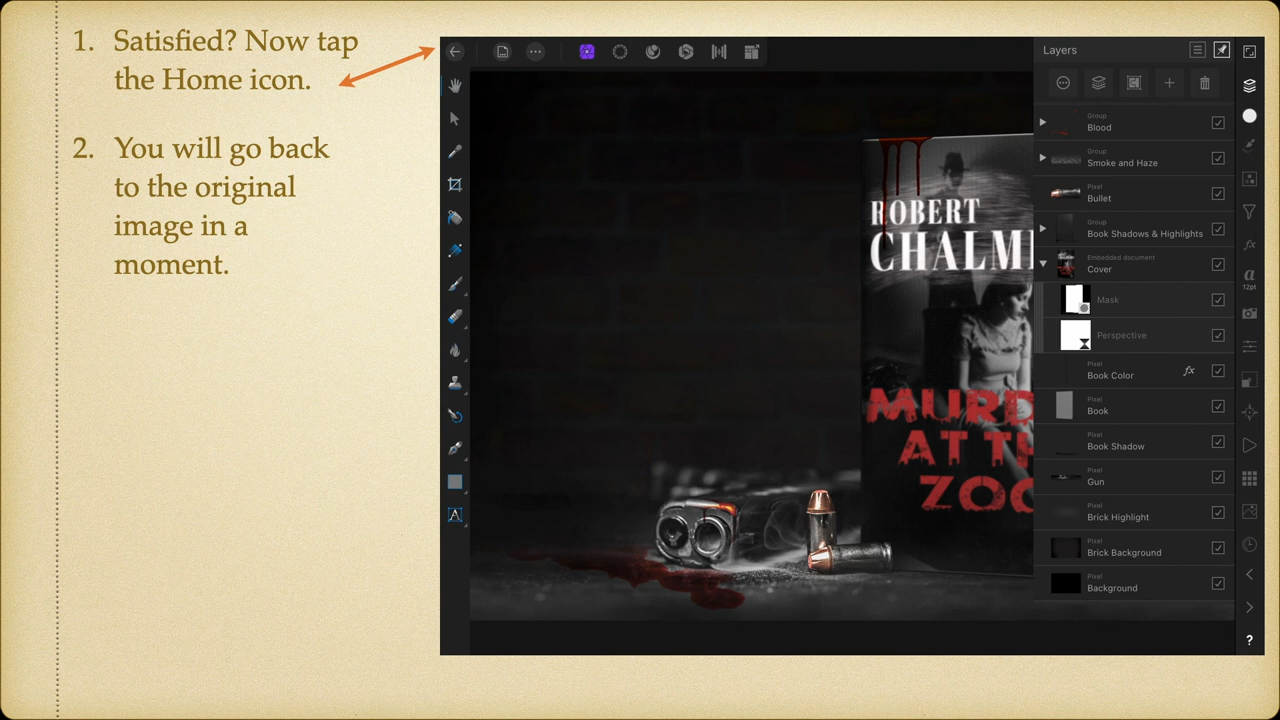 1. Satisfied? Now tap
the Home icon.
2. You will go back
to the original
image in a
moment.
Layers
Group
Blood
Group
Smoke and Haze
Pixel
Bullet
Group
Book Shadows & Highlights
Embedded document
Cover
Mask
Perspective
Pixel
Book Color
fx
Pixel
Book
Pixel
Book Shadow
Pixel
Gun
Pixel
Brick Highlight
Pixel
Brick Background
Pixel
Background
fx
a
12pt
?
A
ROBERT
CHALM
MURD
AT TH
ZOO